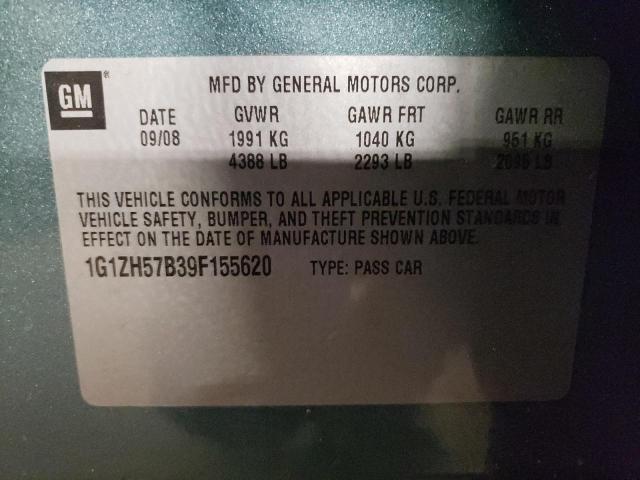 GM
®
MFD BY GENERAL MOTORS CORP.
DATE GVWR GAWR FRT GAWR RR
09/08 1991 KG 1040 KG 951 KG
4388 LB 2293 LB LB
THIS VEHICLE CONFORMS TO ALL APPLICABLE U.S. FEDERAL MOTOR
VEHICLE SAFETY, BUMPER, AND THEFT PREVENTION STANDARDS IN
EFFECT ON THE DATE OF MANUFACTURE SHOWN ABOVE.
1G1ZH57B39F155620 TYPE: PASS CAR